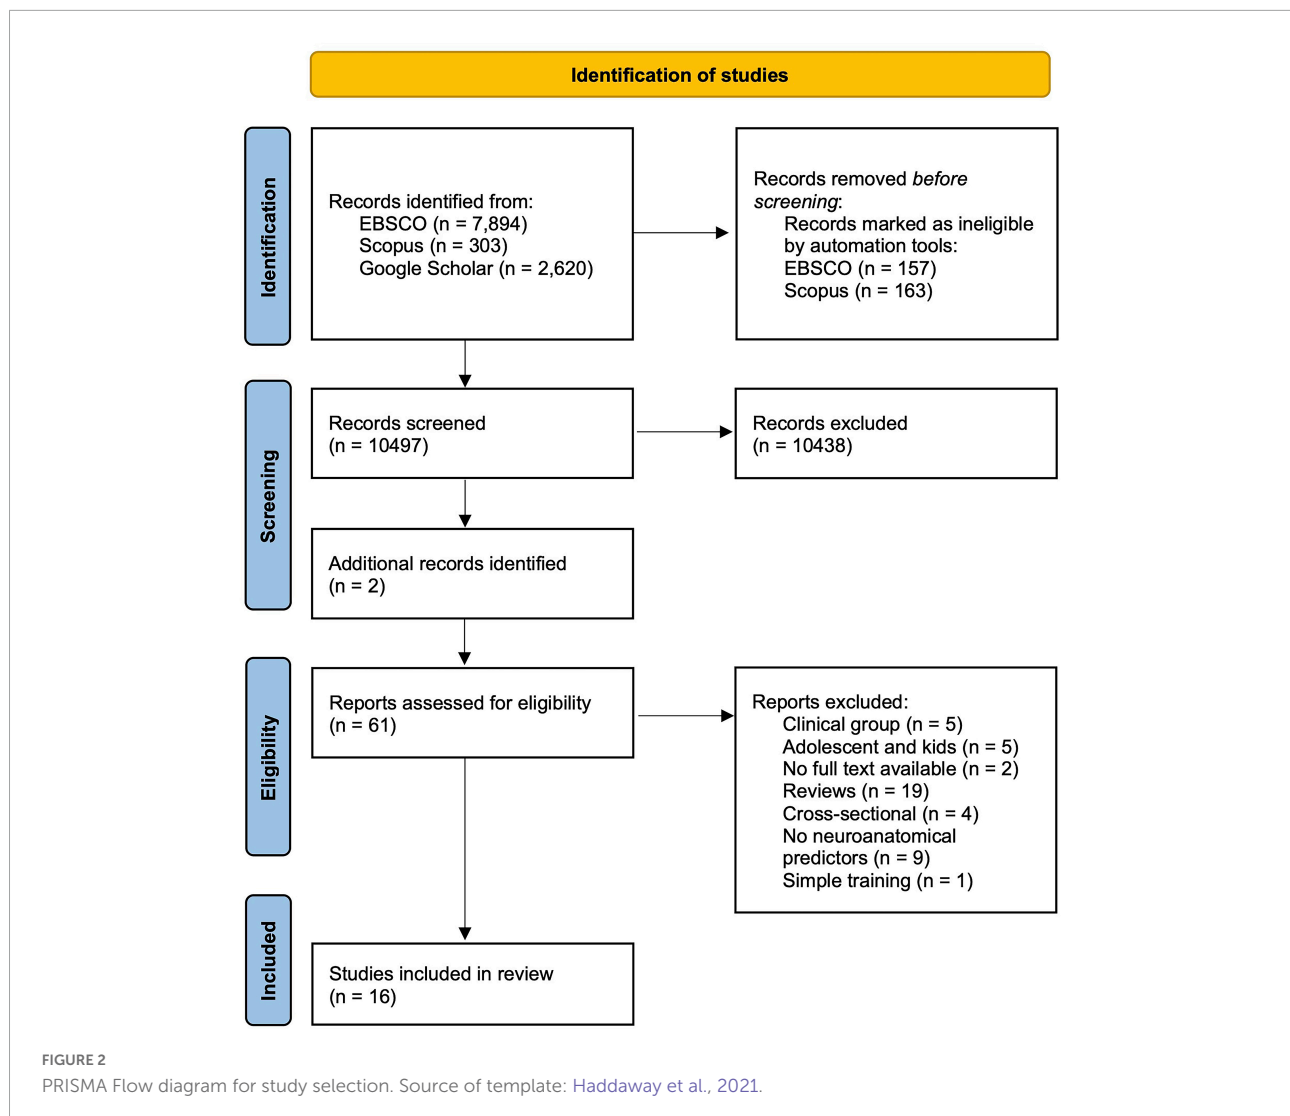 Identification of studies
Identification
Records identified from:
EBSCO (n = 7,894)
Scopus (n = 303)
Google Scholar (n = 2,620)
Records removed before
screening:
Records marked as ineligible
by automation tools:
EBSCO (n = 157)
Scopus (n = 163)
Screening
Records screened
(n = 10497)
Records excluded
(n = 10438)
Additional records identified
(n = 2)
Eligibility
Reports assessed for eligibility
(n = 61)
Reports excluded:
Clinical group (n = 5)
Adolescent and kids (n = 5)
No full text available (n = 2)
Reviews (n = 19)
Cross-sectional (n = 4)
No neuroanatomical
predictors (n = 9)
Simple training (n = 1)
Included
Studies included in review
(n = 16)
FIGURE 2
PRISMA Flow diagram for study selection. Source of template: Haddaway et al., 2021.